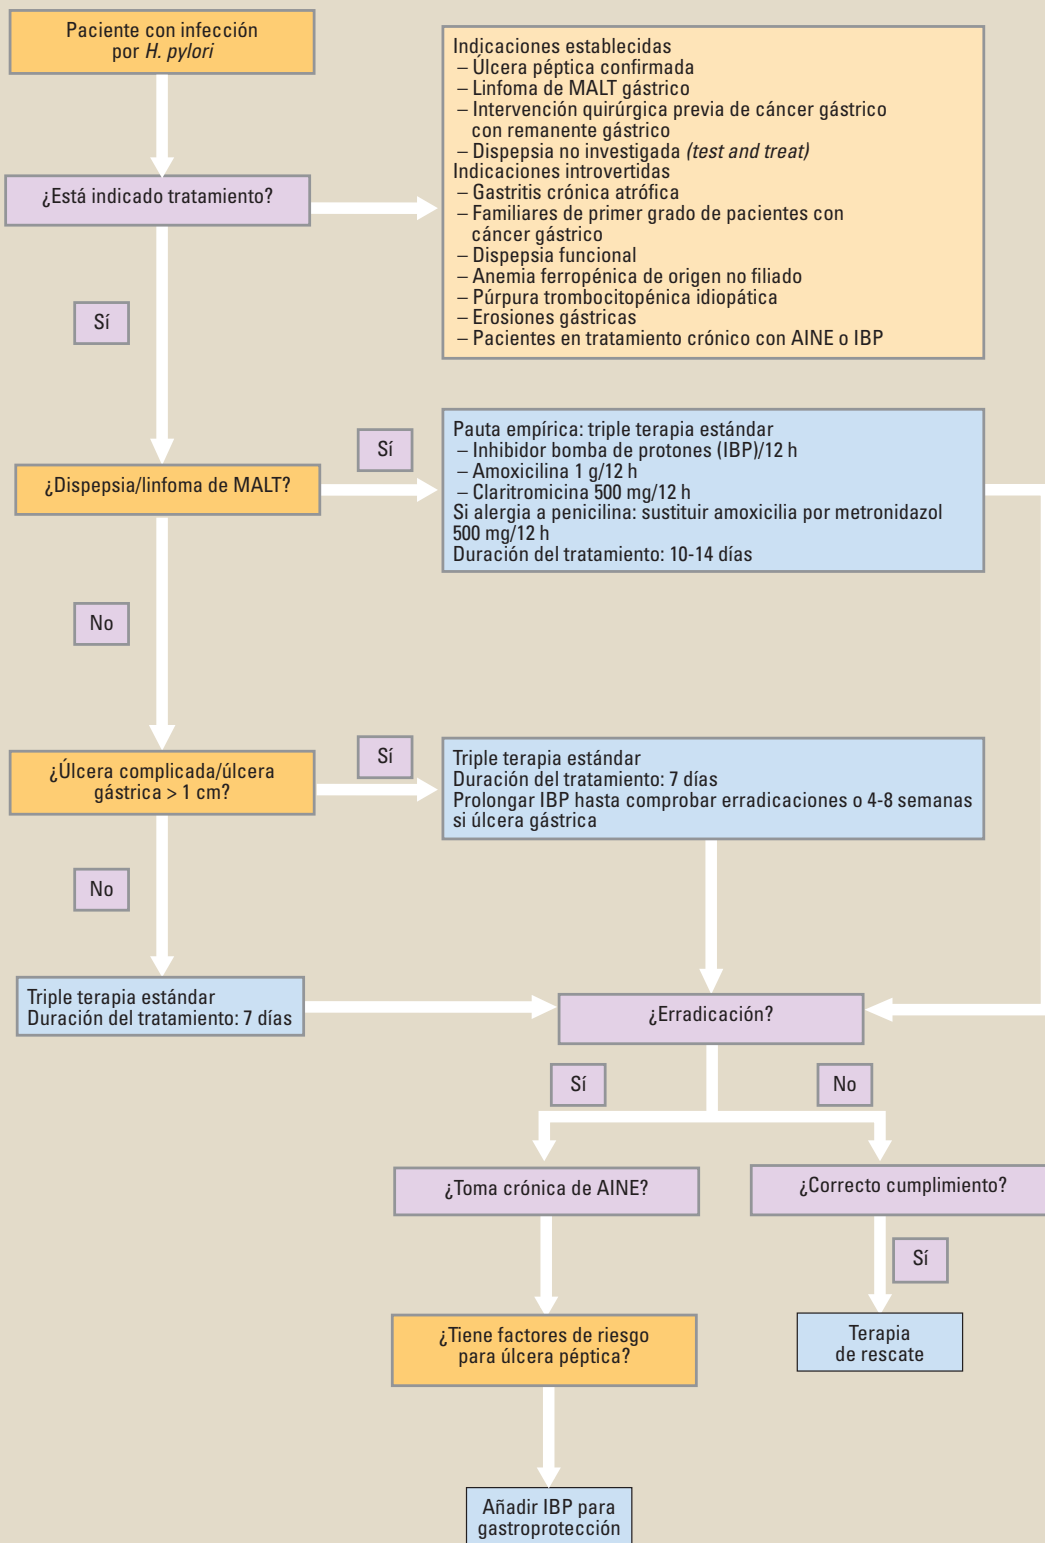 Paciente con infección
por H. pylori
Indicaciones establecidas
– Úlcera péptica confirmada
– Linfoma de MALT gástrico
– Intervención quirúrgica previa de cáncer gástrico
con remanente gástrico
– Dispepsia no investigada (test and treat)
Indicaciones introvertidas
– Gastritis crónica atrófica
– Familiares de primer grado de pacientes con
cáncer gástrico
– Dispepsia funcional
– Anemia ferropénica de origen no filiado
– Púrpura trombocitopénica idiopática
– Erosiones gástricas
– Pacientes en tratamiento crónico con AINE o IBP
¿Está indicado tratamiento?
Sí
¿Dispepsia/linfoma de MALT?
Sí
Pauta empírica: triple terapia estándar
– Inhibidor bomba de protones (IBP)/12 h
– Amoxicilina 1 g/12 h
– Claritromicina 500 mg/12 h
Si alergia a penicilina: sustituir amoxicilia por metronidazol
500 mg/12 h
Duración del tratamiento: 10-14 días
No
¿Úlcera complicada/úlcera
gástrica > 1 cm?
Sí
Triple terapia estándar
Duración del tratamiento: 7 días
Prolongar IBP hasta comprobar erradicaciones o 4-8 semanas
si úlcera gástrica
No
Triple terapia estándar
Duración del tratamiento: 7 días
¿Erradicación?
Sí
No
¿Toma crónica de AINE?
¿Correcto cumplimiento?
Sí
¿Tiene factores de riesgo
para úlcera péptica?
Terapia
de rescate
Añadir IBP para
gastroprotección